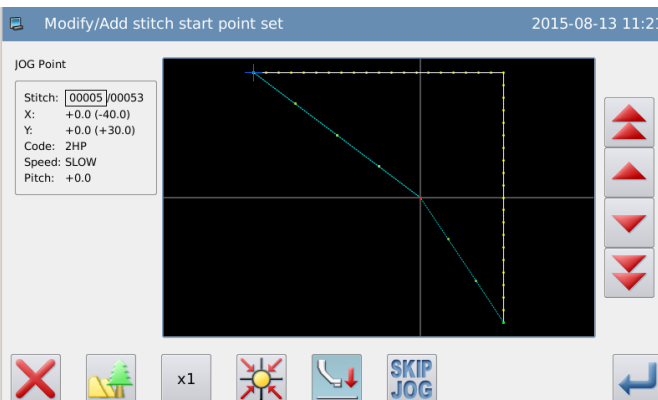 Modify/Add stitch start point set
2015-08-13 11:21
JOG Point
Stitch: 00005/00053
X: +0.0 (-40.0)
Y: +0.0 (+30.0)
Code: 2HP
Speed: SLOW
Pitch: +0.0
x1
SKIP
JOG